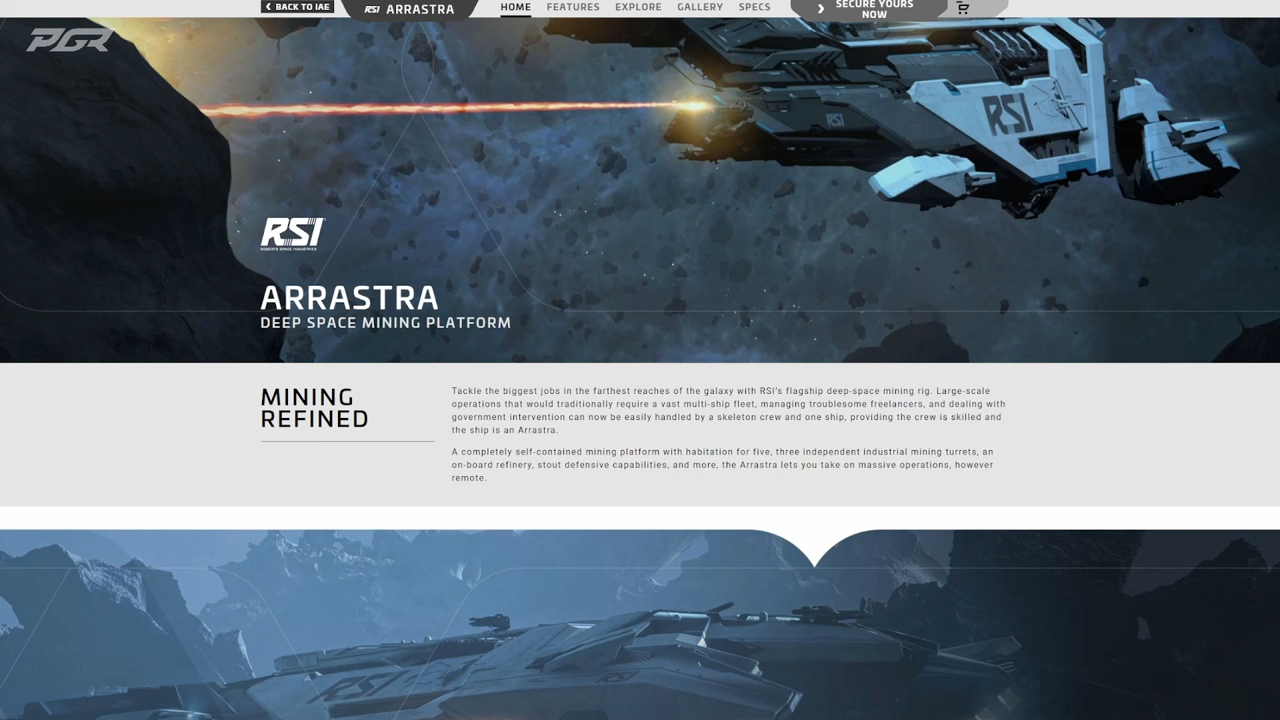 BACK TO IAE
RSI ARRASTRA
HOME FEATURES EXPLORE GALLERY SPECS
SECURE YOURS
NOW
PGR
RSI
RSI
RSI
ROBERTS SPACE INDUSTRIES
ARRASTRA
DEEP SPACE MINING PLATFORM
MINING
REFINED
Tackle the biggest jobs in the farthest reaches of the galaxy with RSI's flagship deep-space mining rig. Large-scale
operations that would traditionally require a vast multi-ship fleet, managing troublesome freelancers, and dealing with
government intervention can now be easily handled by a skeleton crew and one ship, providing the crew is skilled and
the ship is an Arrastra.
A completely self-contained mining platform with habitation for five, three independent industrial mining turrets, an
on-board refinery, stout defensive capabilities, and more, the Arrastra lets you take on massive operations, however
remote.
RSI
RSI